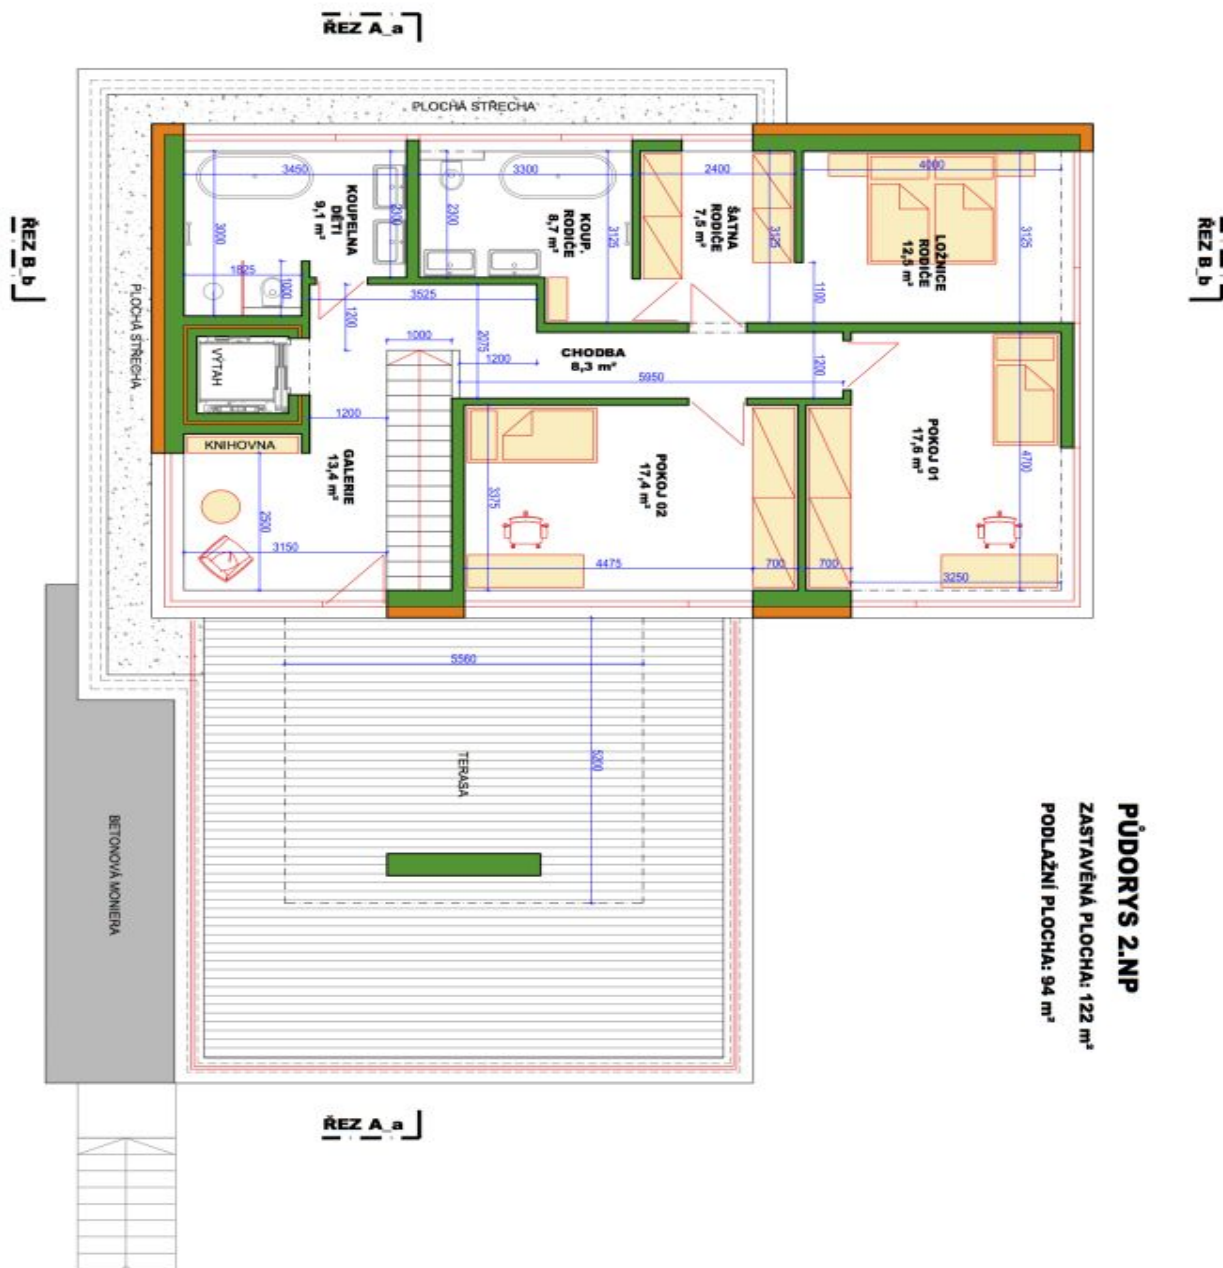 ŘEZ A_a
PLOCHÁ STŘECHA
3450
3300
2400
4000
KOUPELNA
DĚTI
9,1 m²
2300
2300
KOUP.
RODIČE
8,7 m²
3125
ŠATNA
RODIČE
7,5 m²
3125
LOŽNICE
RODIČE
12,5 m²
3125
ŘEZ B_b
ŘEZ B_b
3000
1825
1000
PLOCHÁ STŘECHA
3525
1200
2075
1100
1000
1200
CHODBA
8,3 m²
5950
1200
VÝTAH
1200
KNIHOVNA
GALERIE
13,4 m²
2500
3150
3375
POKOJ 02
17,4 m²
POKOJ 01
17,6 m²
4700
4475
700
700
3250
5560
5200
TERASA
BETONOVÁ MONIERA
PŮDORYS 2.NP
ZASTAVĚNÁ PLOCHA: 122 m²
PODLAŽNÍ PLOCHA: 94 m²
ŘEZ A_a